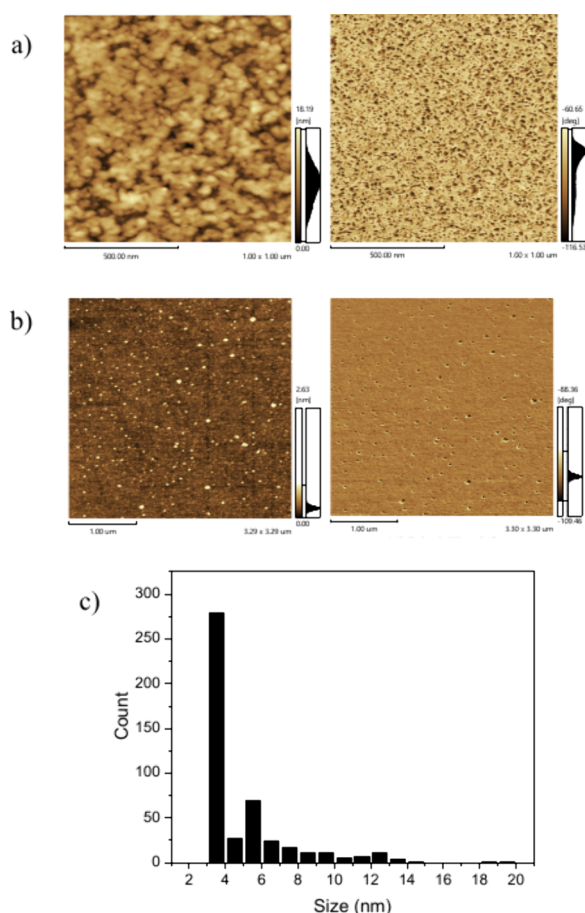 a)
18.19
[nm]
0.00
500.00 nm
1.00 x 1.00 um
-60.65
[deg]
-116.53
500.00 nm
1.00 x 1.00 um
b)
2.63
[nm]
0.00
1.00 um
3.29 x 3.29 um
-88.36
[deg]
-109.46
1.00 um
3.30 x 3.30 um
c)
300
250
200
150
100
50
0
Count
2 4 6 8 10 12 14 16 18 20
Size (nm)